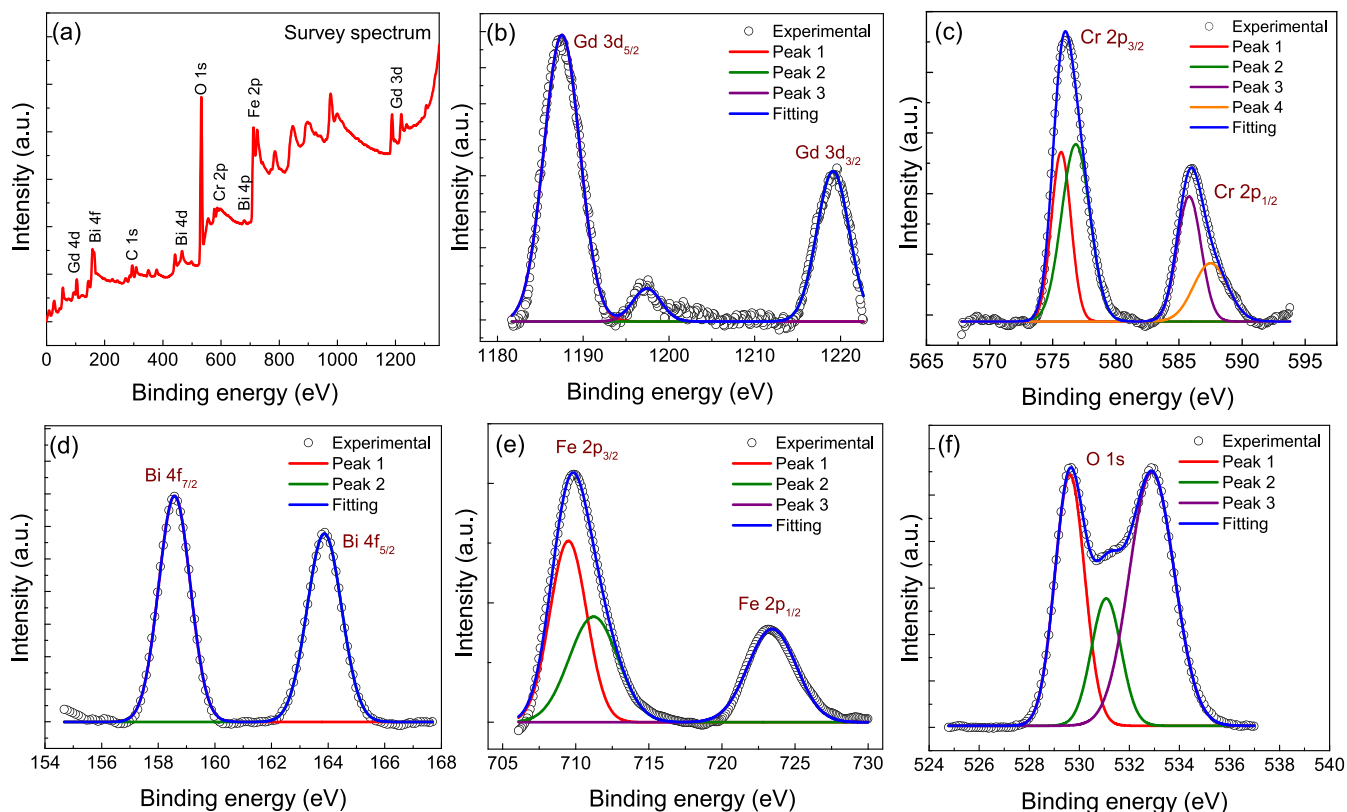 (a)
Survey spectrum
Gd 4d
Bi 4f
C 1s
Bi 4d
O 1s
Cr 2p
Bi 4p
Fe 2p
Gd 3d
Intensity (a.u.)
0 200 400 600 800 1000 1200
Binding energy (eV)
(b)
Gd 3d5/2
Gd 3d3/2
Experimental
Peak 1
Peak 2
Peak 3
Fitting
Intensity (a.u.)
1180 1190 1200 1210 1220
Binding energy (eV)
(c)
Cr 2p3/2
Cr 2p1/2
Experimental
Peak 1
Peak 2
Peak 3
Peak 4
Fitting
Intensity (a.u.)
565 570 575 580 585 590 595
Binding energy (eV)
(d)
Bi 4f7/2
Bi 4f5/2
Experimental
Peak 1
Peak 2
Fitting
Intensity (a.u.)
154 156 158 160 162 164 166 168
Binding energy (eV)
(e)
Fe 2p3/2
Fe 2p1/2
Experimental
Peak 1
Peak 2
Peak 3
Fitting
Intensity (a.u.)
705 710 715 720 725 730
Binding energy (eV)
(f)
O 1s
Experimental
Peak 1
Peak 2
Peak 3
Fitting
Intensity (a.u.)
524 526 528 530 532 534 536 538 540
Binding energy (eV)